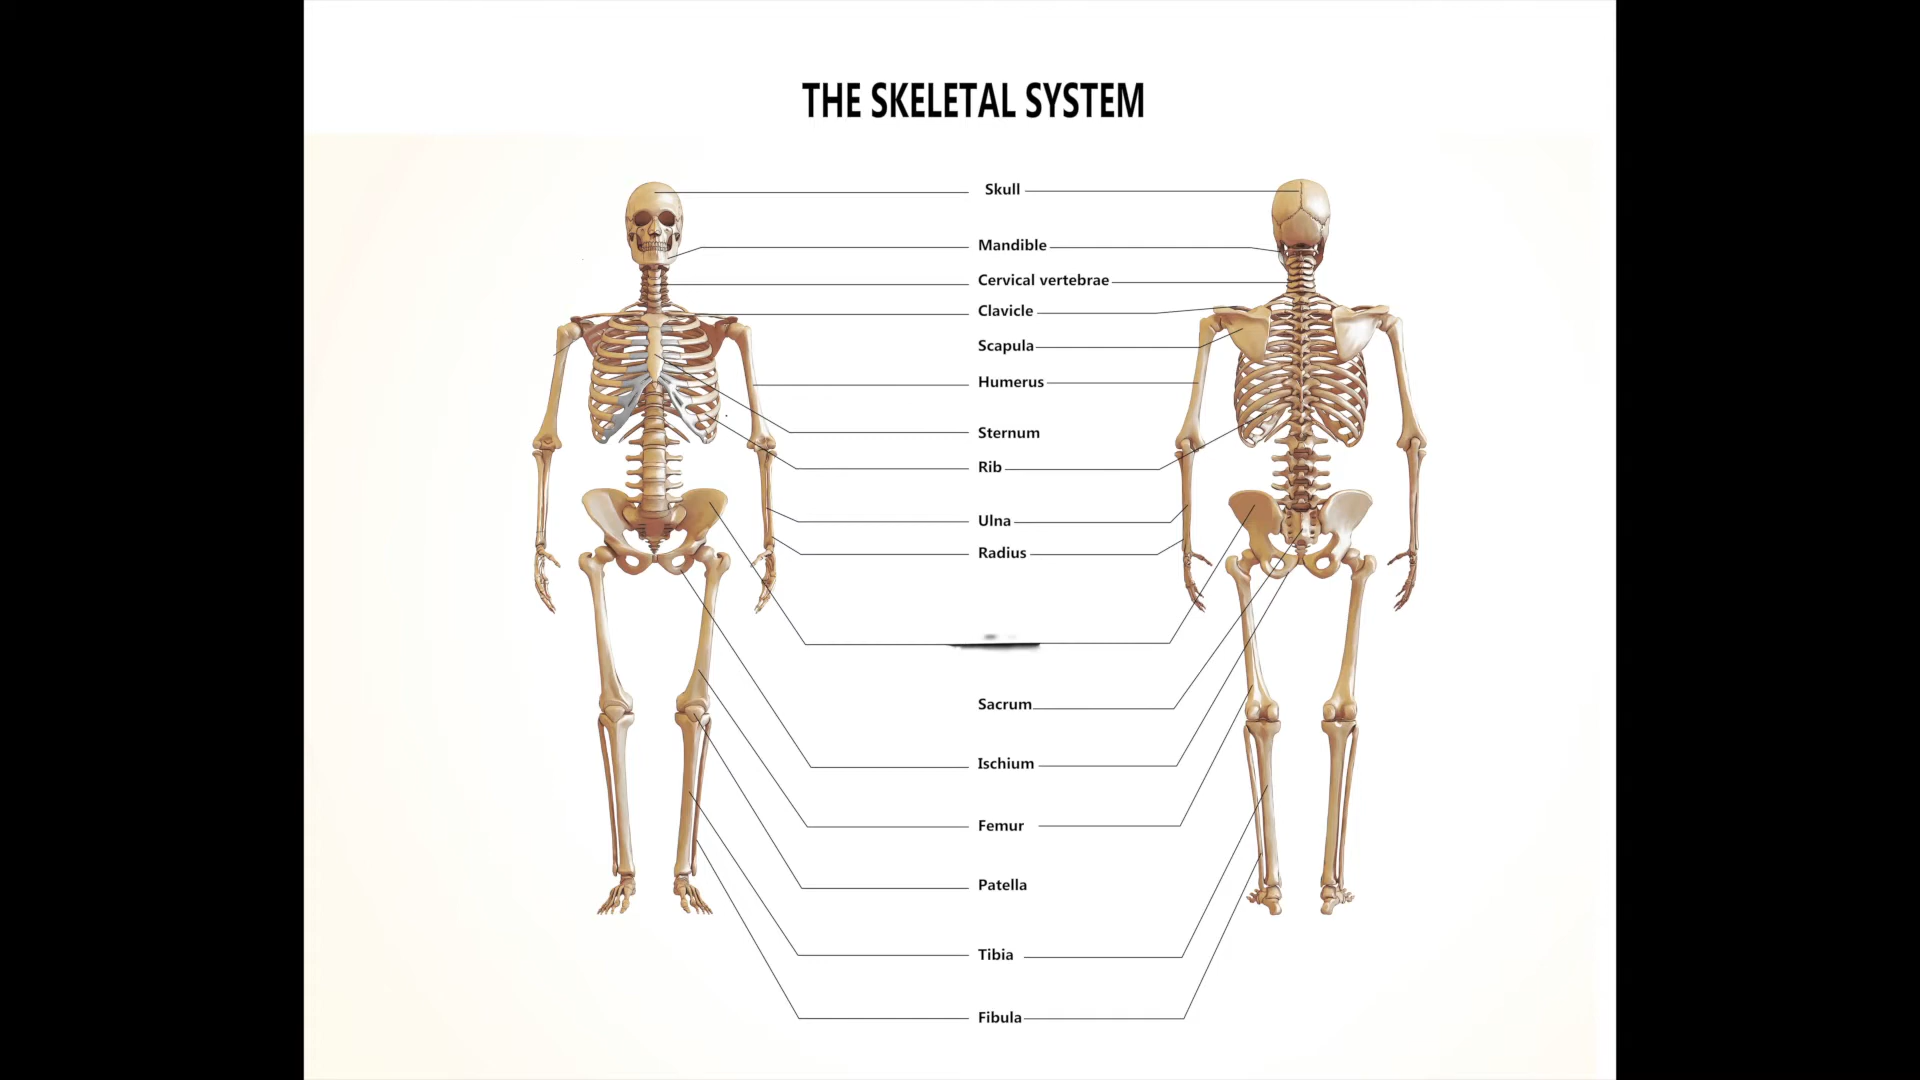 THE SKELETAL SYSTEM
Skull
Mandible
Cervical vertebrae
Clavicle
Scapula
Humerus
Sternum
Rib
Ulna
Radius
Sacrum
Ischium
Femur
Patella
Tibia
Fibula